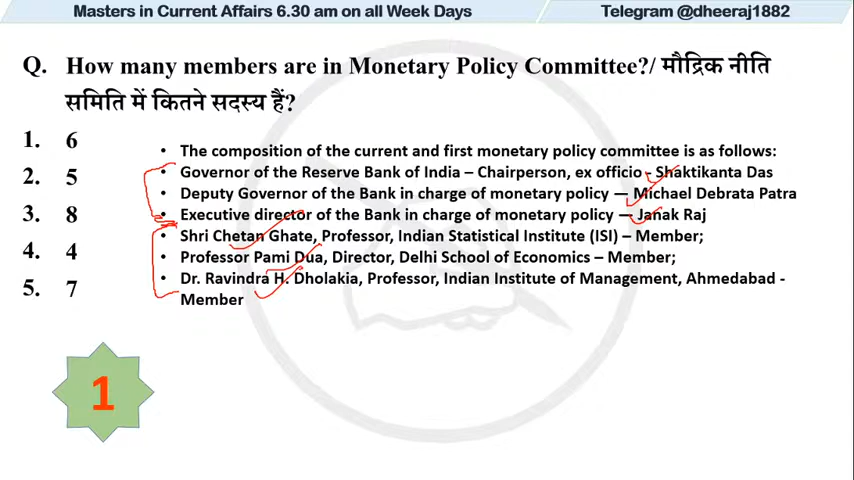 Masters in Current Affairs 6.30 am on all Week Days
Telegram @dheeraj1882
Q. How many members are in Monetary Policy Committee?/ मौद्रिक नीति
समिति में कितने सदस्य हैं?
1. 6
2. 5
3. 8
4. 4
5. 7
• The composition of the current and first monetary policy committee is as follows:
• Governor of the Reserve Bank of India – Chairperson, ex officio - Shaktikanta Das
• Deputy Governor of the Bank in charge of monetary policy — Michael Debrata Patra
• Executive director of the Bank in charge of monetary policy — Janak Raj
• Shri Chetan Ghate, Professor, Indian Statistical Institute (ISI) – Member;
• Professor Pami Dua, Director, Delhi School of Economics – Member;
• Dr. Ravindra H. Dholakia, Professor, Indian Institute of Management, Ahmedabad -
Member
1